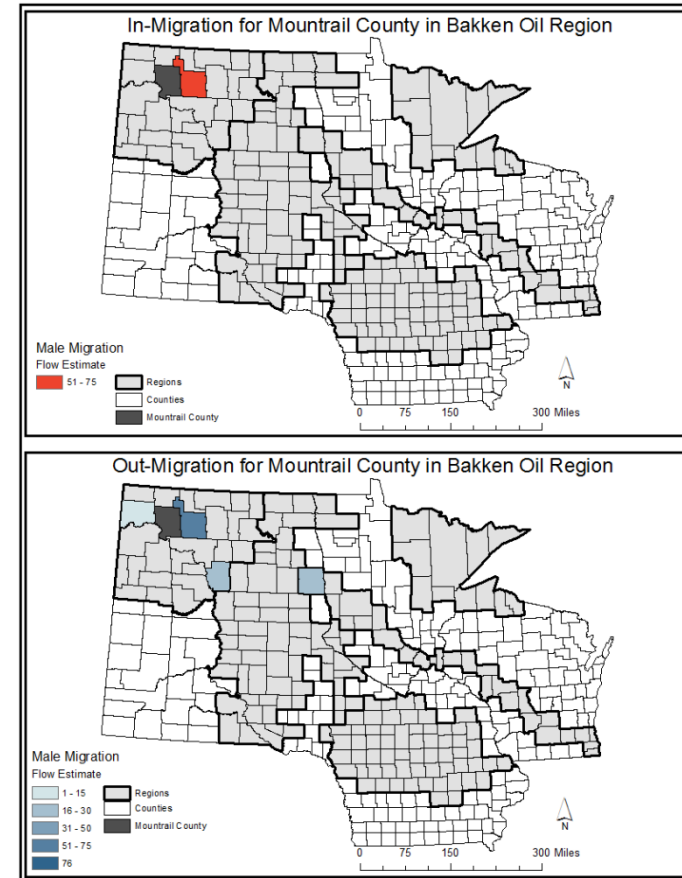 In-Migration for Mountrail County in Bakken Oil Region
Male Migration
Flow Estimate
51 - 75
Regions
Counties
Mountrail County
N
0 75 150 300 Miles
Out-Migration for Mountrail County in Bakken Oil Region
Male Migration
Flow Estimate
1 - 15
16 - 30
31 - 50
51 - 75
76
Regions
Counties
Mountrail County
N
0 75 150 300 Miles